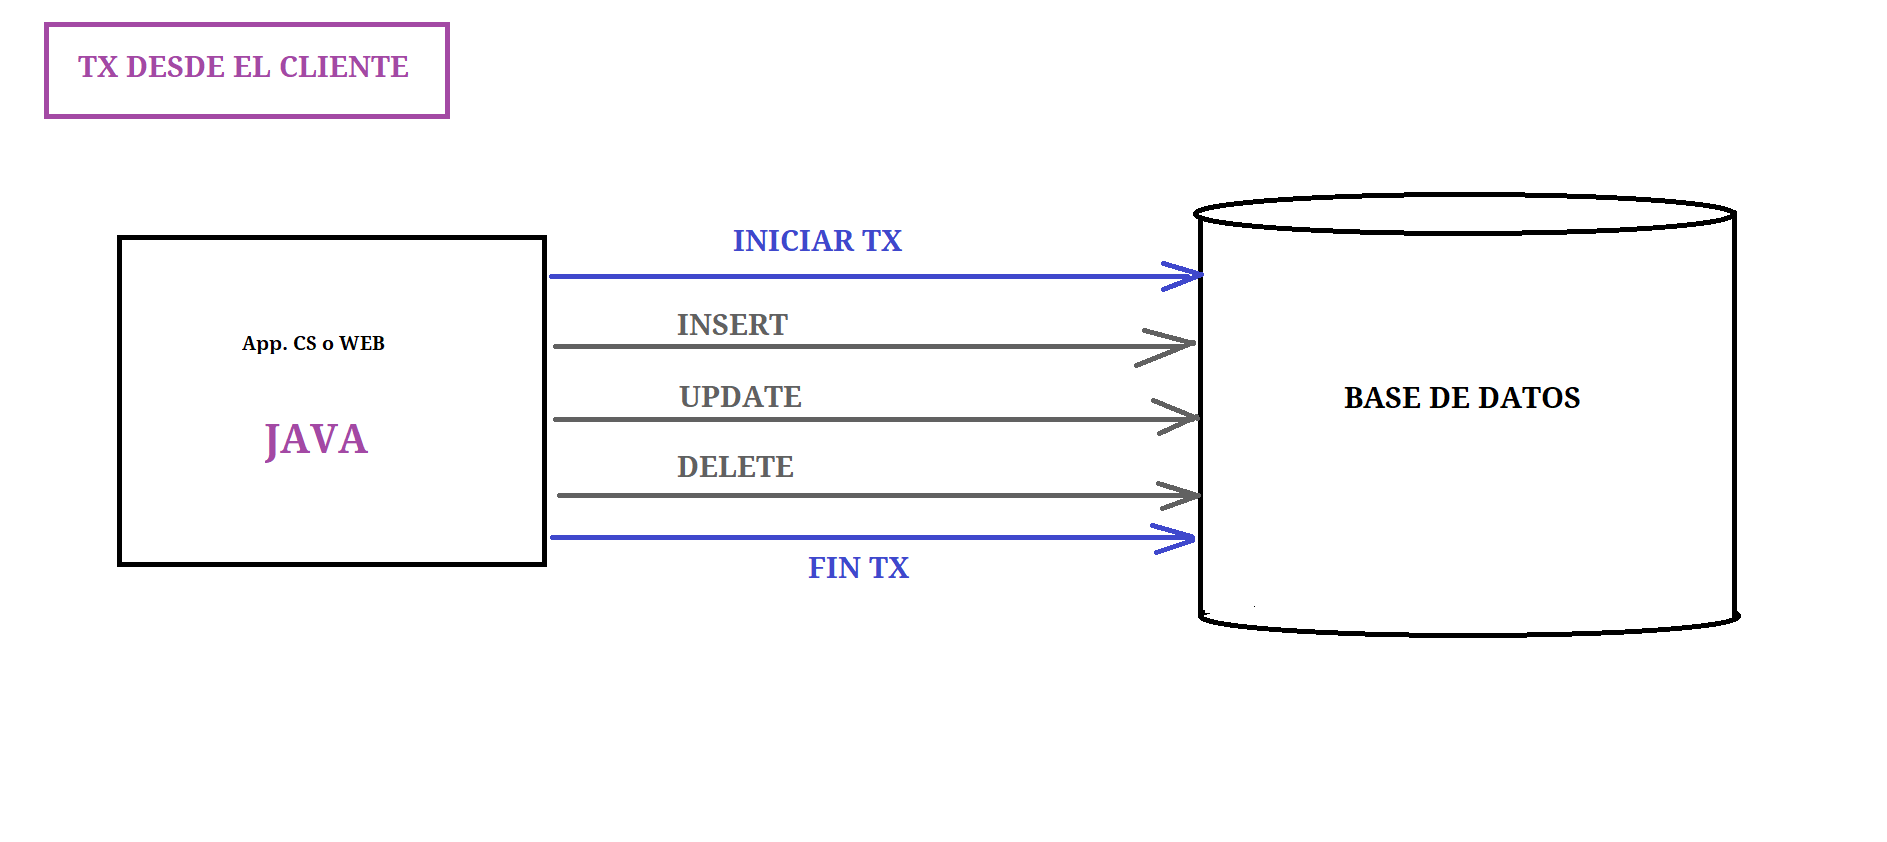 TX DESDE EL CLIENTE
INICIAR TX
INSERT
App. CS o WEB
UPDATE
BASE DE DATOS
JAVA
DELETE
FIN TX